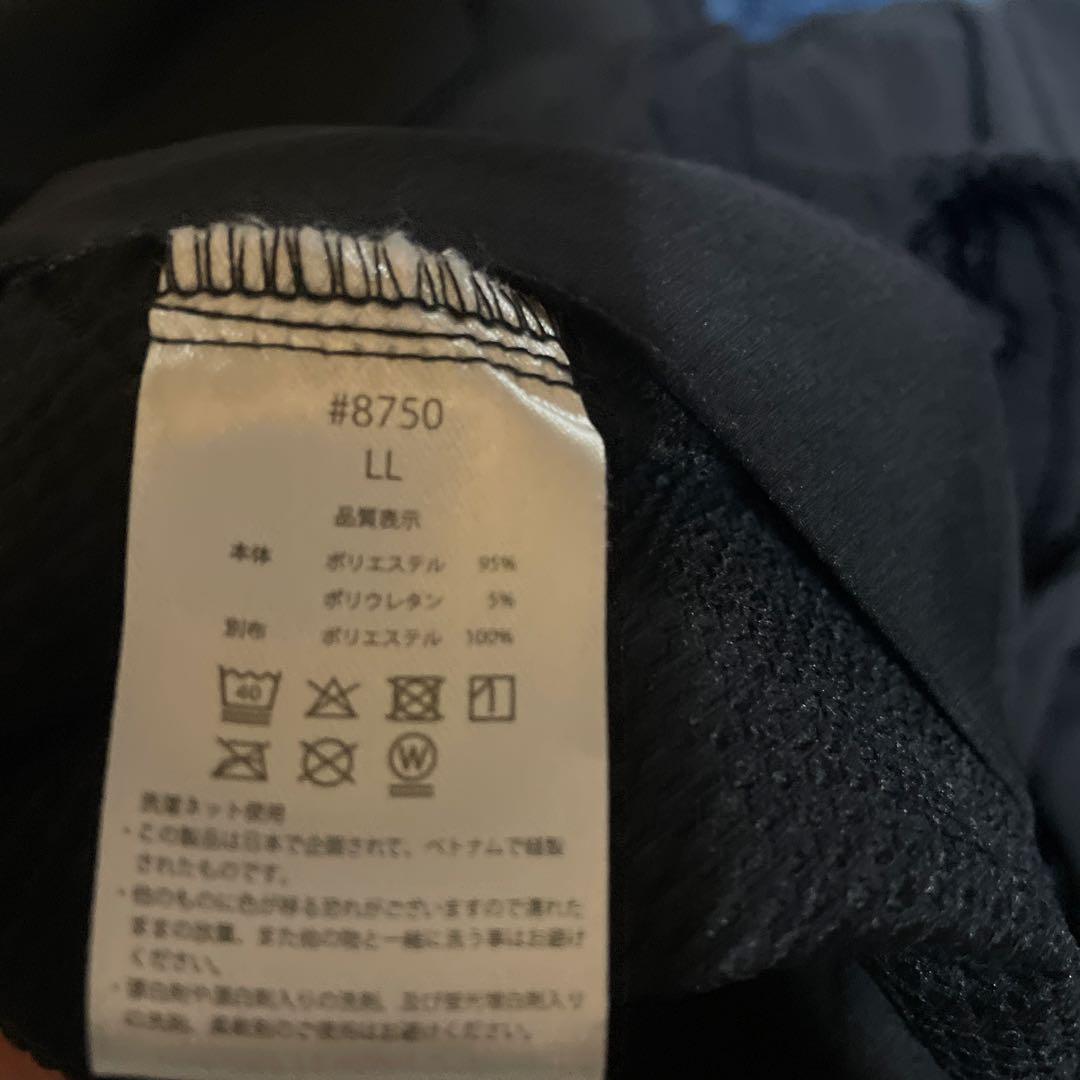 #8750
LL
品質表示
本体 ポリエステル 95%
ポリウレタン 5%
別布 ポリエステル 100%
40
W
洗濯ネット使用
・この製品は日本で企画されて、ベトナムで縫製
されたものです。
・他のものに色が移る恐れがございますので濡れた
ままの放置、また他の物と一緒に洗う事はお避け
ください。
・漂白剤や漂白剤入りの洗剤、及び蛍光増白剤入り
の洗剤、柔軟剤のご使用はお避けください。